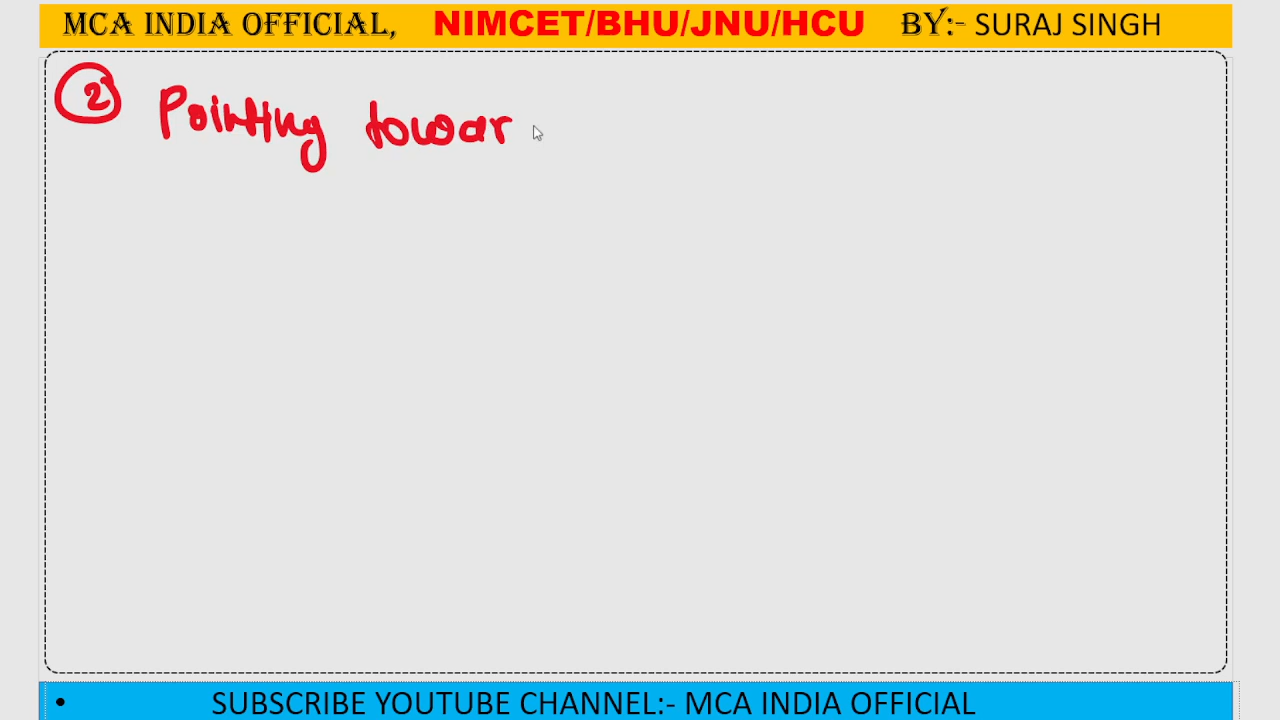 MCA INDIA OFFICIAL, NIMCET/BHU/JNU/HCU BY:- SURAJ SINGH
2 Pointing towar
• SUBSCRIBE YOUTUBE CHANNEL:- MCA INDIA OFFICIAL